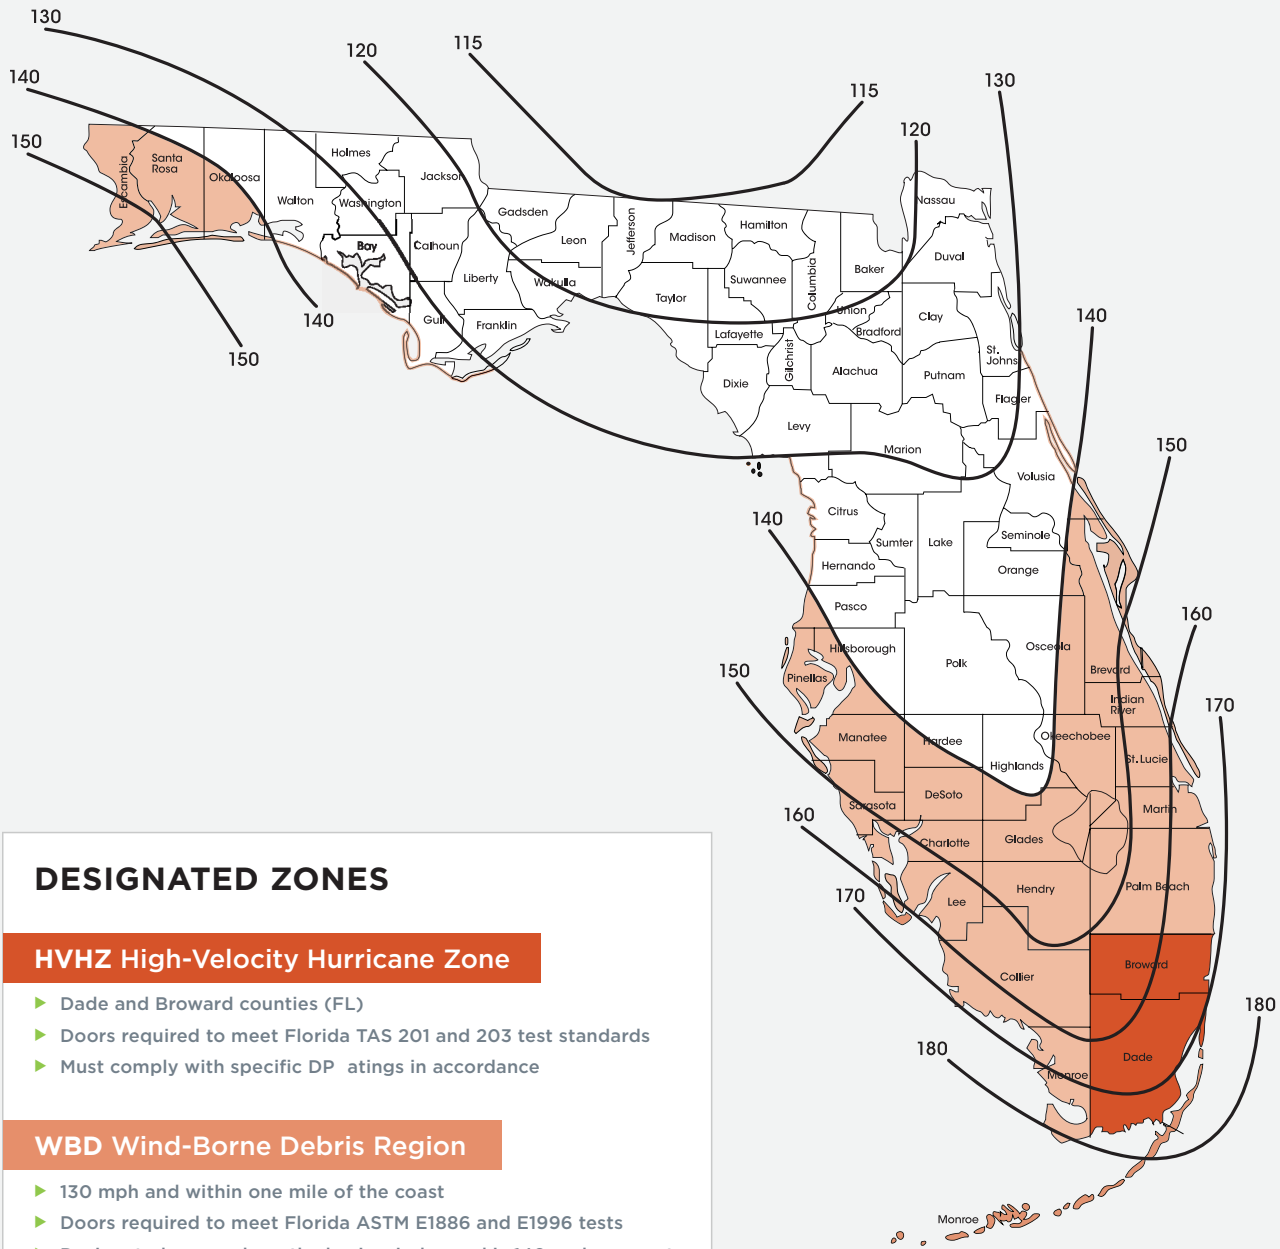 130
120
115
140
115
130
150
120
Holmes
Escambia
Santa
Rosa
Okaloosa
Jackson
Walton
Washington
Nassau
Gadsden
Jefferson
Hamilton
Leon
Madison
Bay
Calhoun
Duval
Columbia
Baker
Liberty
Wakulla
Suwannee
Taylor
Union
140
Gulf
Franklin
Clay
140
Lafayette
Bradford
150
Gilchrist
St.
Johns
Alachua
Putnam
Dixie
Flagler
Levy
Marion
150
Volusia
140
Citrus
Seminole
Sumter
Lake
Hernando
Orange
Pasco
160
Hillsborough
Osceola
Polk
150
Pinellas
Brevard
Indian
River
170
Manatee
Hardee
Okeechobee
Highlands
St. Lucie
DeSoto
Sarasota
Martin
160
Charlotte
Glades
Hendry
Palm Beach
170
Lee
Broward
Collier
180
180
Dade
Monroe
Monroe
DESIGNATED ZONES
HVHZ High-Velocity Hurricane Zone
Dade and Broward counties (FL)
Doors required to meet Florida TAS 201 and 203 test standards
Must comply with specific DP atings in accordance
WBD Wind-Borne Debris Region
130 mph and within one mile of the coast
Doors required to meet Florida ASTM E1886 and E1996 tests